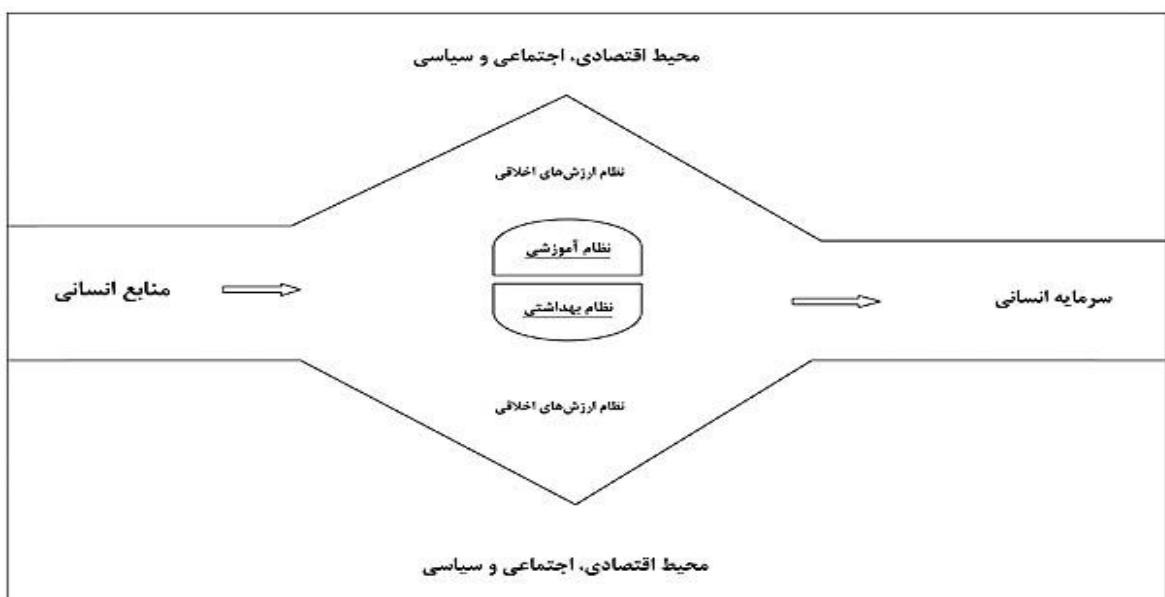 محیط اقتصادی، اجتماعی و سیاسی
نظام ارزش‌های اخلاقی
نظام آموزشی
منابع انسانی
سرمایه انسانی
نظام بهداشتی
نظام ارزش‌های اخلاقی
محیط اقتصادی، اجتماعی و سیاسی